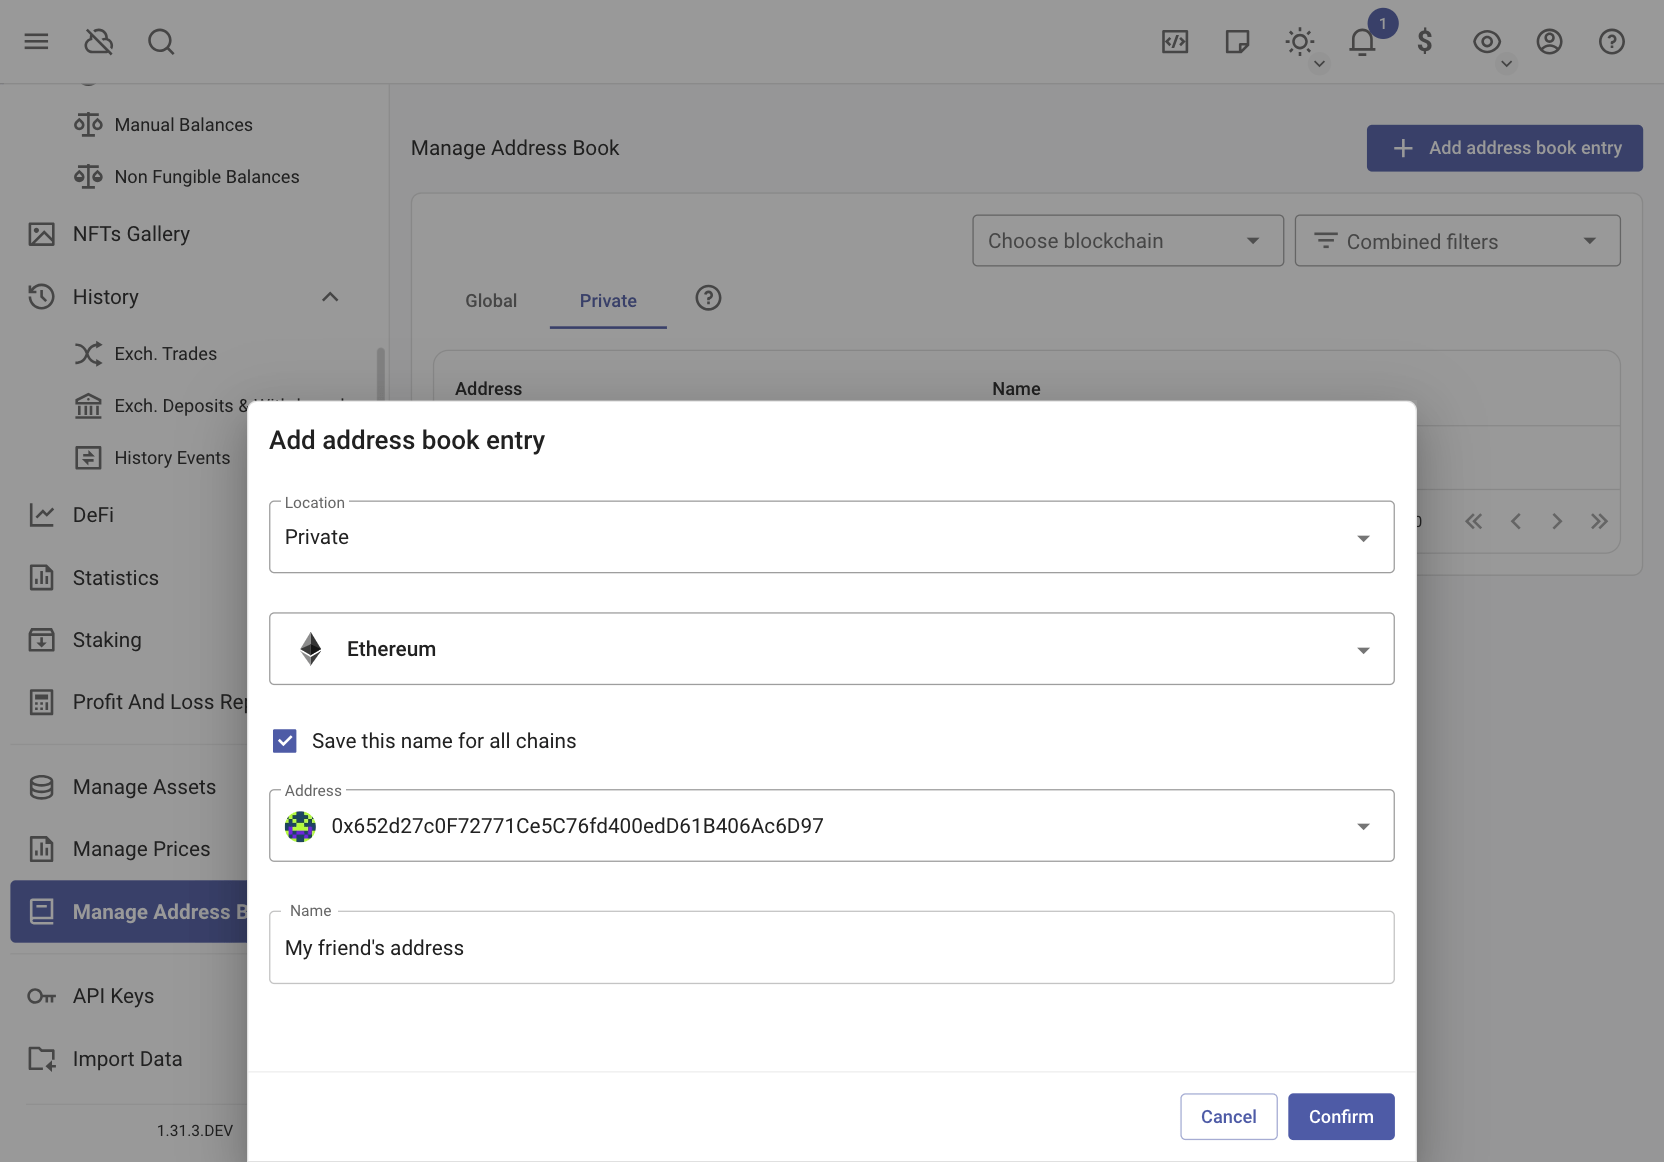 1
Manual Balances
Non Fungible Balances
NFTs Gallery
History
Exch. Trades
Exch. Deposits &
History Events
DeFi
Statistics
Staking
Profit And Loss Rep
Manage Assets
Manage Prices
Manage Address B
API Keys
Import Data
1.31.3.DEV
Manage Address Book
Add address book entry
Choose blockchain
Combined filters
Global
Private
Address
Name
Add address book entry
Location
Private
Ethereum
Save this name for all chains
Address
0x652d27c0F72771Ce5C76fd400edD61B406Ac6D97
Name
My friend's address
Cancel
Confirm